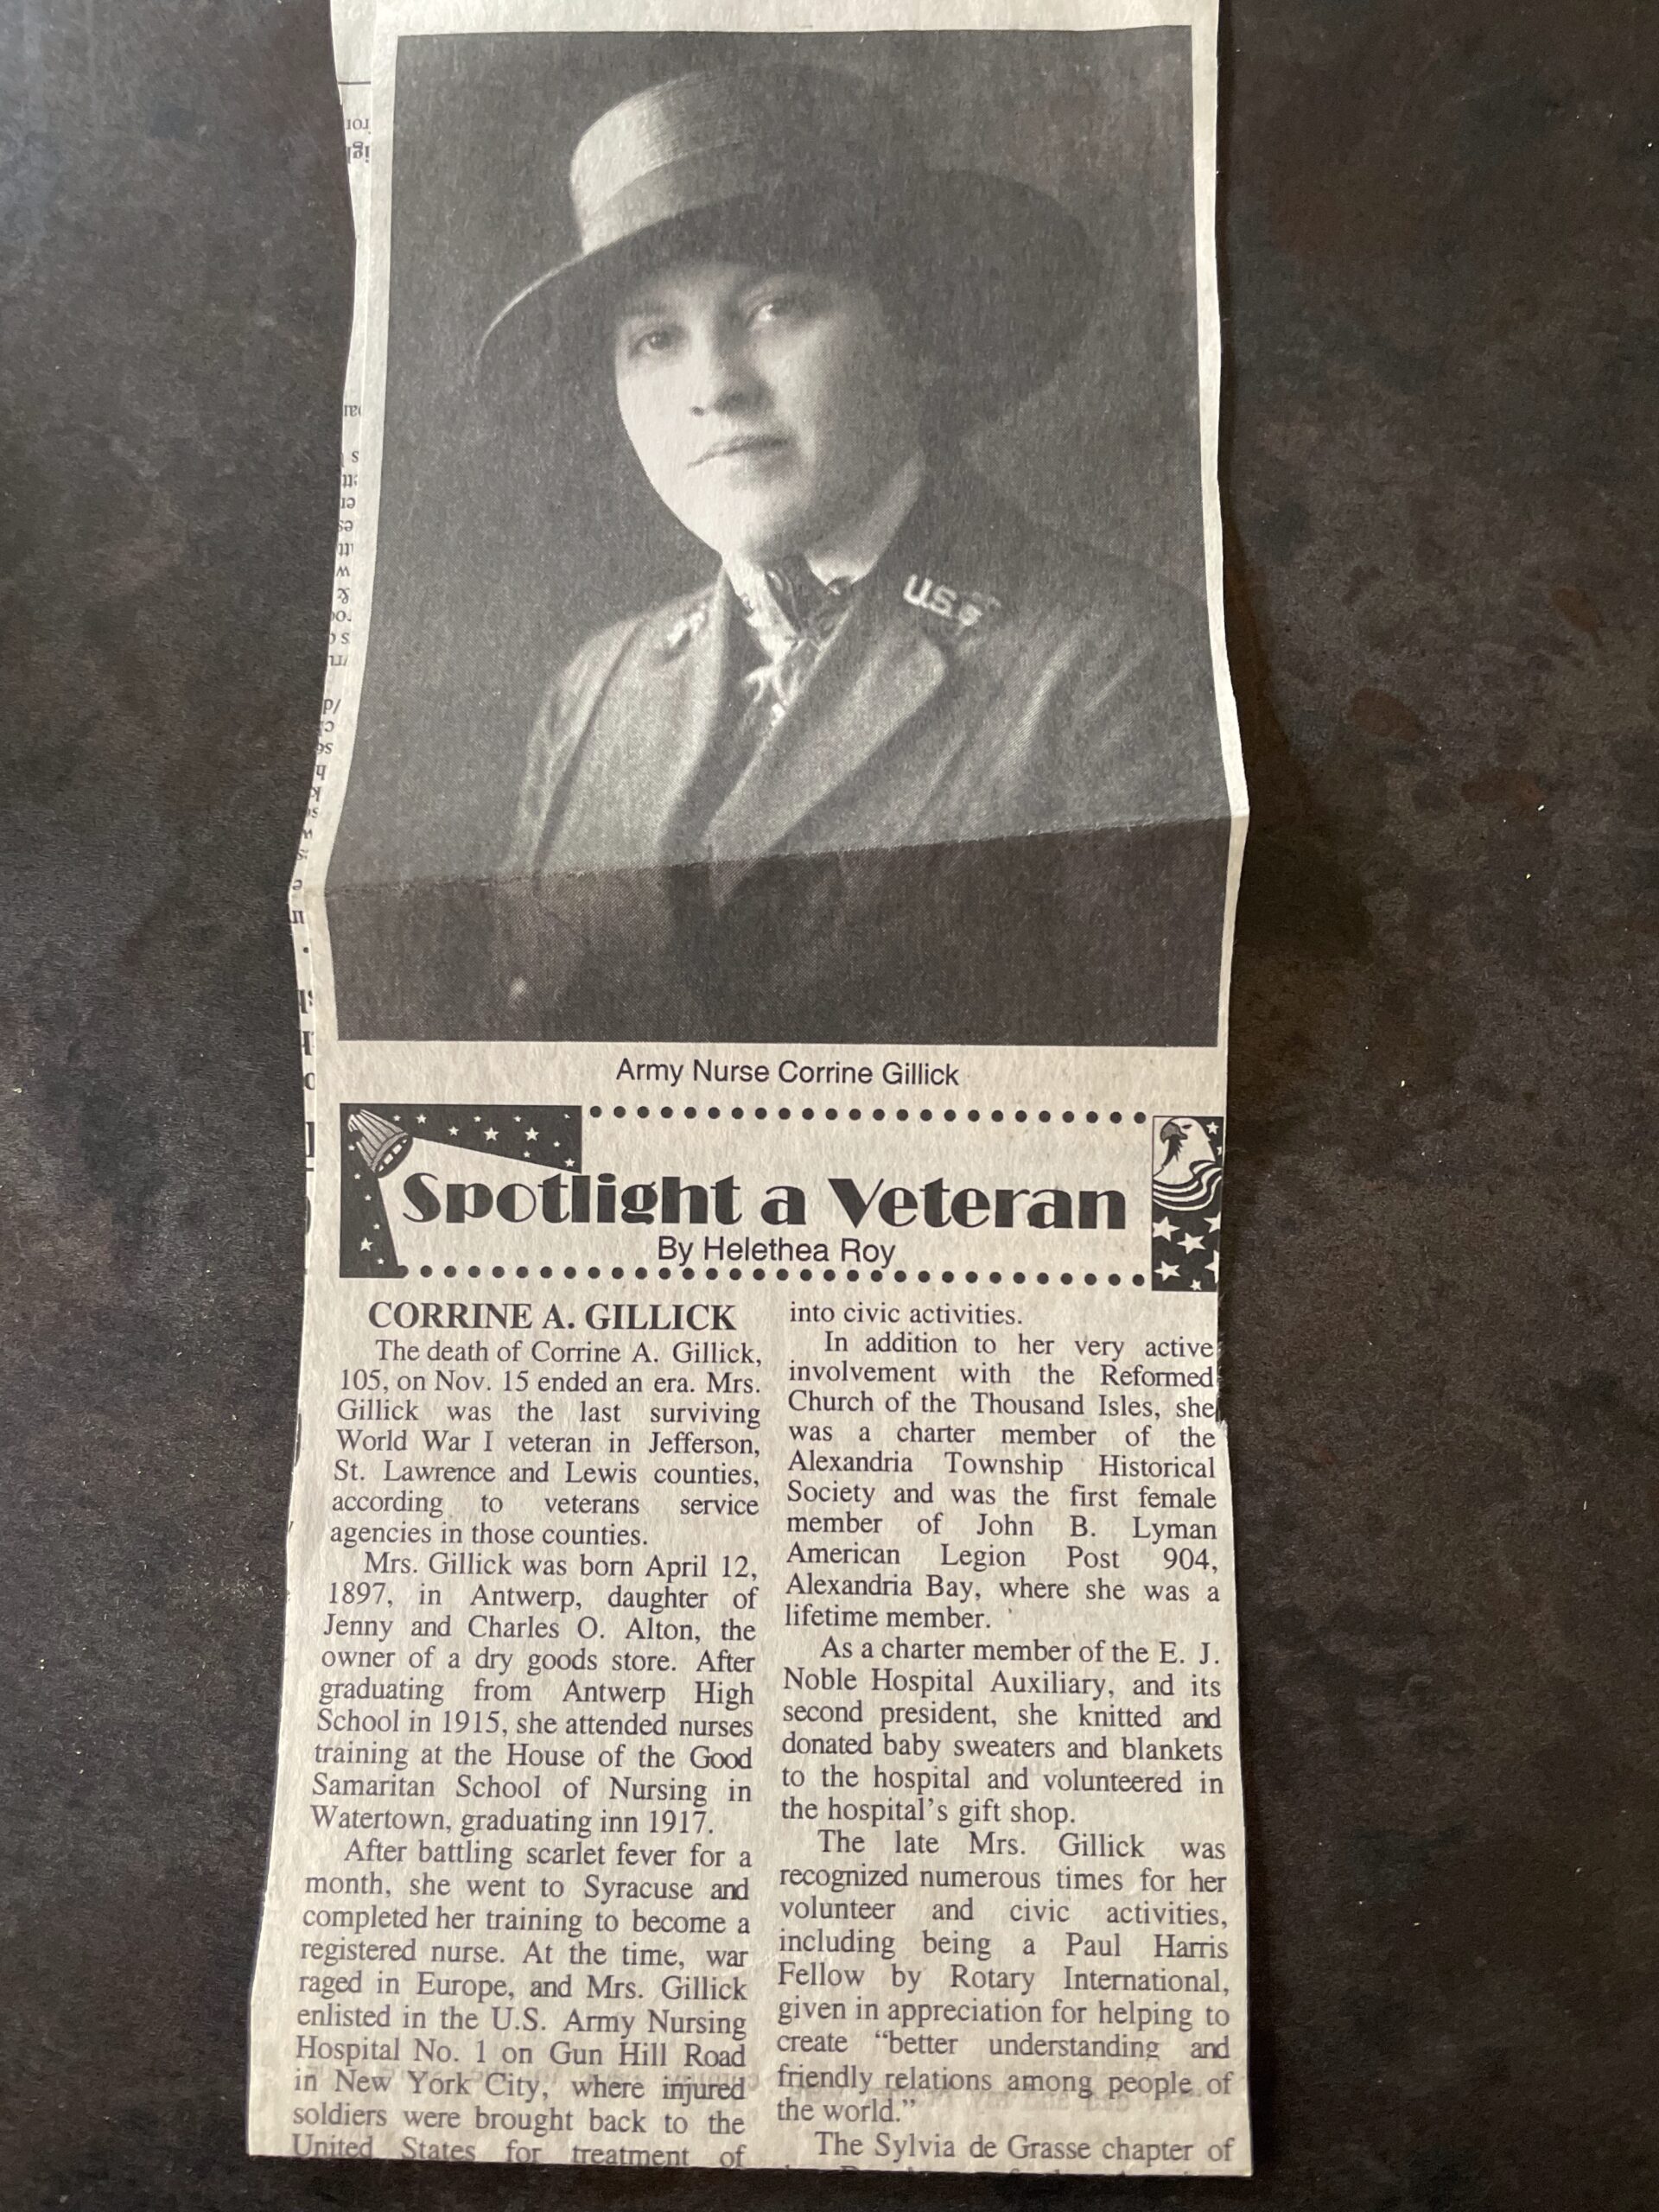 U.S.
Army Nurse Corrine Gillick
Spotlight a Veteran
By Helethea Roy
CORRINE A. GILLICK
The death of Corrine A. Gillick,
105, on Nov. 15 ended an era. Mrs.
Gillick was the last surviving
World War I veteran in Jefferson,
St. Lawrence and Lewis counties,
according to veterans service
agencies in those counties.
Mrs. Gillick was born April 12,
1897, in Antwerp, daughter of
Jenny and Charles O. Alton, the
owner of a dry goods store. After
graduating from Antwerp High
School in 1915, she attended nurses
training at the House of the Good
Samaritan School of Nursing in
Watertown, graduating inn 1917.
After battling scarlet fever for a
month, she went to Syracuse and
completed her training to become a
registered nurse. At the time, war
raged in Europe, and Mrs. Gillick
enlisted in the U.S. Army Nursing
Hospital No. 1 on Gun Hill Road
in New York City, where injured
soldiers were brought back to the
United States for treatment of
into civic activities.
In addition to her very active
involvement with the Reformed
Church of the Thousand Isles, she
was a charter member of the
Alexandria Township Historical
Society and was the first female
member of John B. Lyman
American Legion Post 904,
Alexandria Bay, where she was a
lifetime member.
As a charter member of the E. J.
Noble Hospital Auxiliary, and its
second president, she knitted and
donated baby sweaters and blankets
to the hospital and volunteered in
the hospital's gift shop.
The late Mrs. Gillick was
recognized numerous times for her
volunteer and civic activities,
including being a Paul Harris
Fellow by Rotary International,
given in appreciation for helping to
create “better understanding and
friendly relations among people of
the world.”
The Sylvia de Grasse chapter of